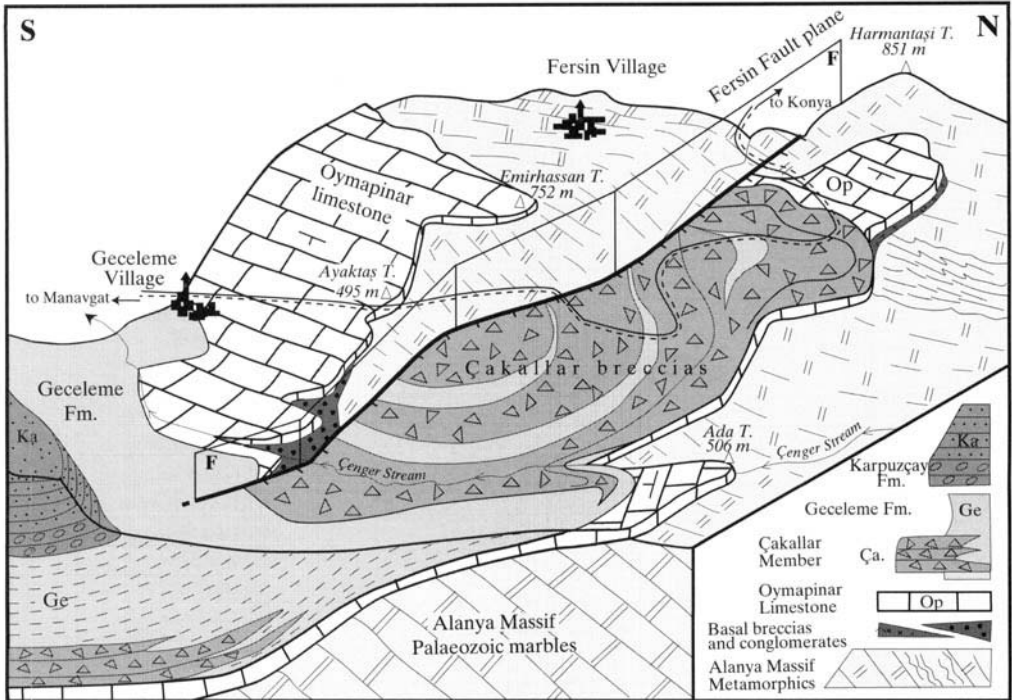 S
N
Harmantaşi T.
851 m
Fersin Fault plane
F
Fersin Village
to Konya
Oymapinar
limestone
Emirhassan T.
752 m
Op
Geceleme
Village
Ayaktaş T.
495 m
to Manavgat
Çakallar breccias
Geceleme
Fm.
Ka
Ada T.
506 m
F
Çenger Stream
Çenger Stream
Ka
Karpuzçay
Fm.
Geceleme Fm.
Ge
Çakallar
Member
Ça.
Ge
Oymapinar
Limestone
Op
Alanya Massif
Palaeozoic marbles
Basal breccias
and conglomerates
Alanya Massif
Metamorphics